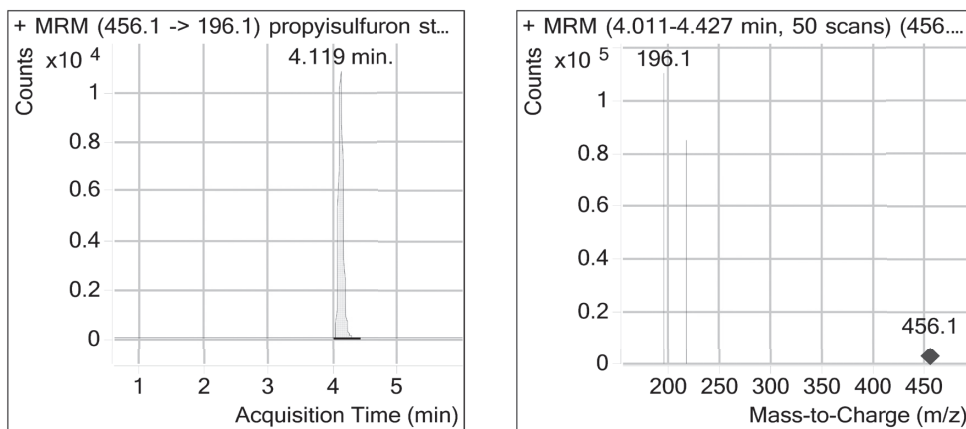 + MRM (456.1 -> 196.1) propyisulfuron st...
Counts
x10 4
4.119 min.
1
0.8
0.6
0.4
0.2
0
1 2 3 4 5
Acquisition Time (min)
+ MRM (4.011-4.427 min, 50 scans) (456....
Counts
x10 5
196.1
1
0.8
0.6
0.4
0.2
0
456.1
200 250 300 350 400 450
Mass-to-Charge (m/z)